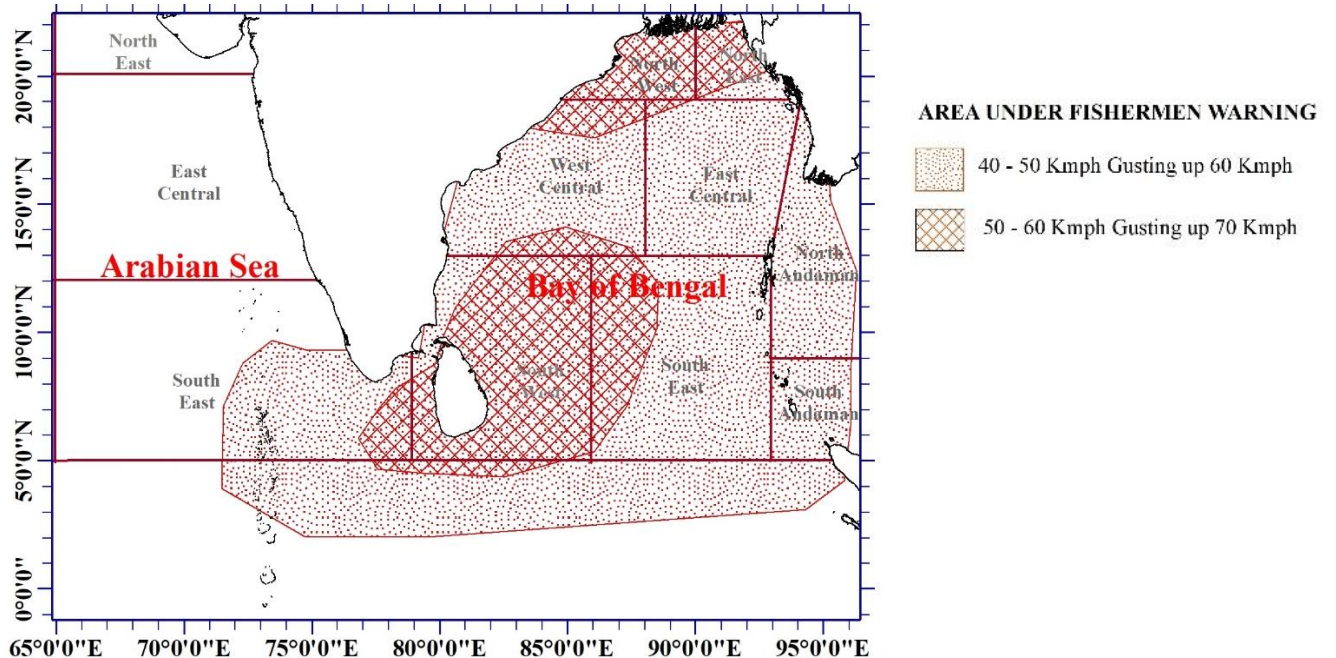 20°0'0"N
15°0'0"N
10°0'0"N
5°0'0"N
0°0'0"
65°0'0"E
70°0'0"E
75°0'0"E
80°0'0"E
85°0'0"E
90°0'0"E
95°0'0"E
North
East
North
West
North
East
East
Central
West
Central
East
Central
Arabian Sea
Bay of Bengal
North
Andaman
South
East
South
West
South
East
South
Andaman
AREA UNDER FISHERMEN WARNING
40 - 50 Kmph Gusting up 60 Kmph
50 - 60 Kmph Gusting up 70 Kmph